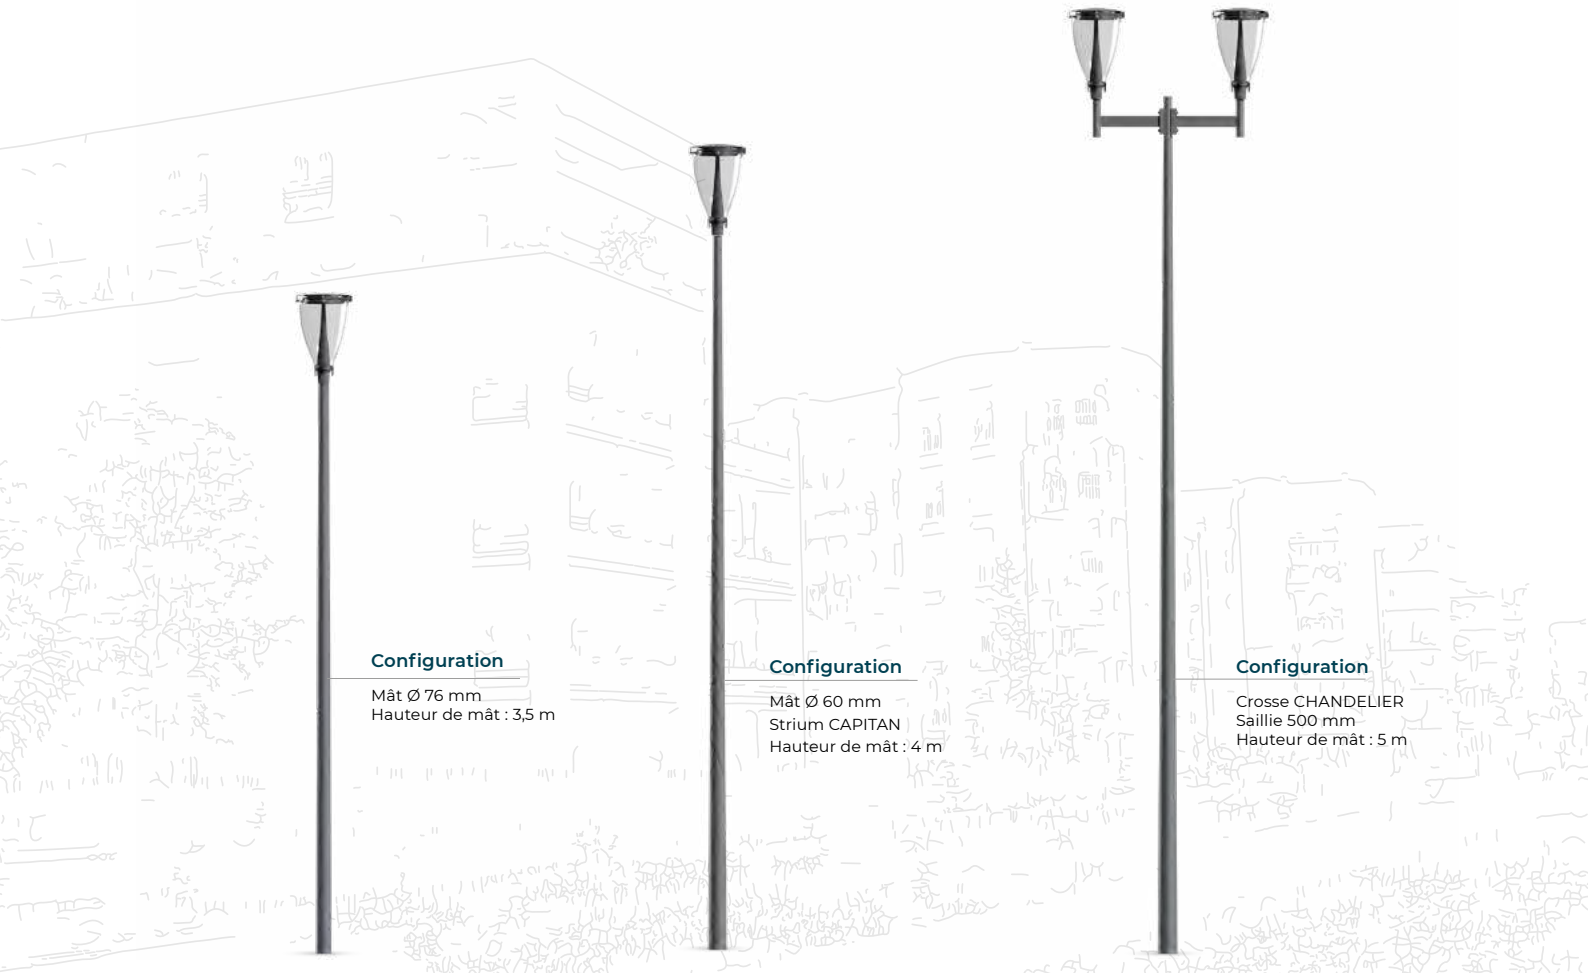 Configuration
Mât Ø 76 mm
Hauteur de mât : 3,5 m
Configuration
Mât Ø 60 mm
Strium CAPITAN
Hauteur de mât : 4 m
Configuration
Crosse CHANDELIER
Saillie 500 mm
Hauteur de mât : 5 m